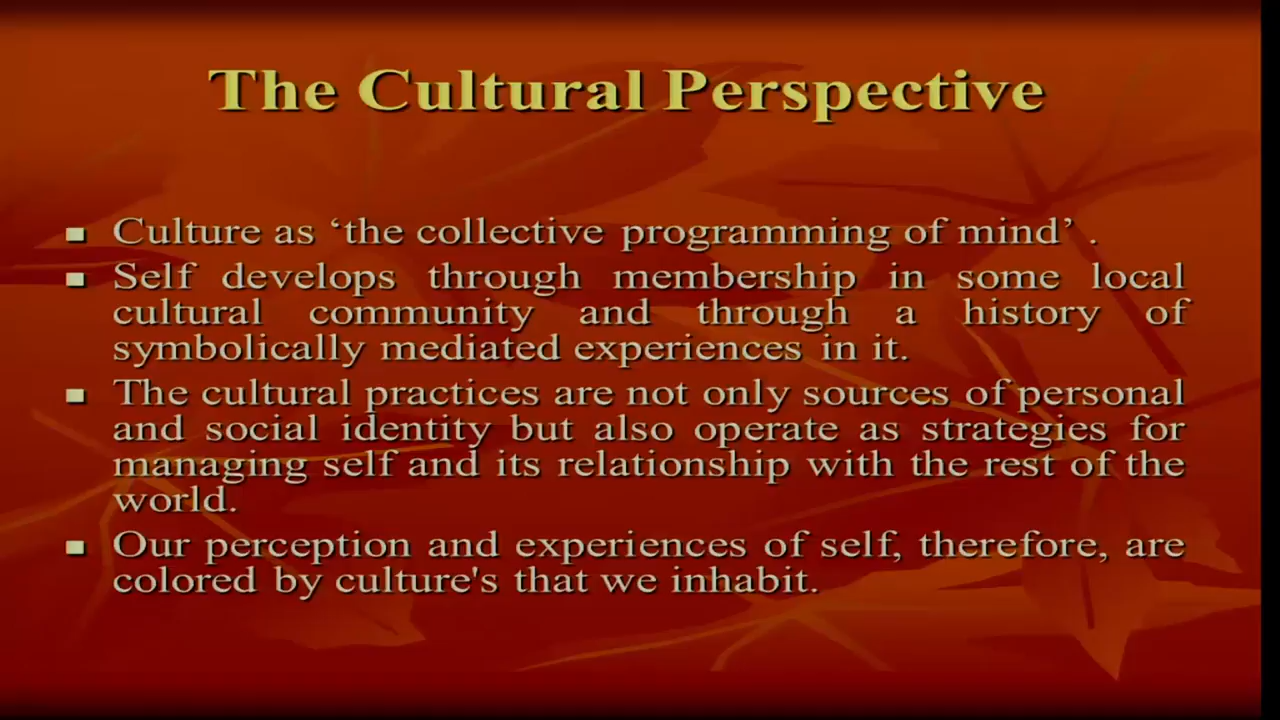 The Cultural Perspective
Culture as ‘the collective programming of mind’ .
Self develops through membership in some local
cultural community and through a history of
symbolically mediated experiences in it.
The cultural practices are not only sources of personal
and social identity but also operate as strategies for
managing self and its relationship with the rest of the
world.
Our perception and experiences of self, therefore, are
colored by culture's that we inhabit.